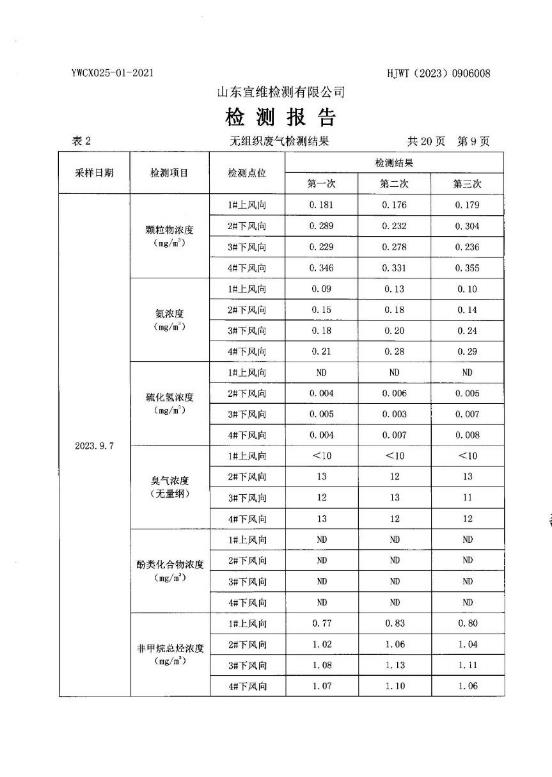 YWCX025-01-2021 HJWT（2023）0906008
山东宜维检测有限公司
检 测 报 告
表 2 无组织废气检测结果 共 20 页 第 9 页
采样日期 检测项目 检测点位 检测结果
第一次 第二次 第三次
2023.9.7
颗粒物浓度
（mg/m³）
1#上风向 0.181 0.176 0.179
2#下风向 0.289 0.232 0.304
3#下风向 0.229 0.278 0.236
4#下风向 0.346 0.331 0.355
氨浓度
（mg/m³）
1#上风向 0.09 0.13 0.10
2#下风向 0.15 0.18 0.14
3#下风向 0.18 0.20 0.24
4#下风向 0.21 0.28 0.29
硫化氢浓度
（mg/m³）
1#上风向 ND ND ND
2#下风向 0.004 0.006 0.005
3#下风向 0.005 0.003 0.007
4#下风向 0.004 0.007 0.008
臭气浓度
（无量纲）
1#上风向 ＜10 ＜10 ＜10
2#下风向 13 12 13
3#下风向 12 13 11
4#下风向 13 12 12
酚类化合物浓度
（mg/m³）
1#上风向 ND ND ND
2#下风向 ND ND ND
3#下风向 ND ND ND
4#下风向 ND ND ND
非甲烷总烃浓度
（mg/m³）
1#上风向 0.77 0.83 0.80
2#下风向 1.02 1.06 1.04
3#下风向 1.08 1.13 1.11
4#下风向 1.07 1.10 1.06